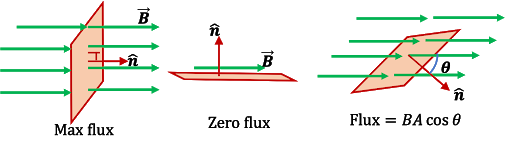 B⃗
n̂
Max flux
n̂
B⃗
Zero flux
θ
n̂
Flux = BA cos θ